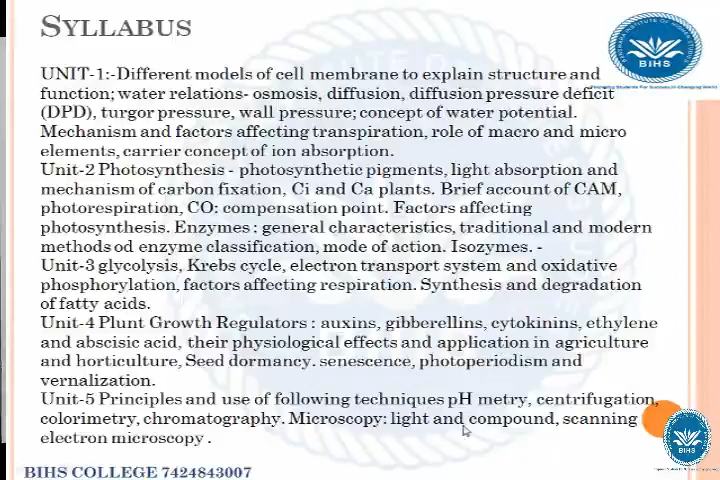 SYLLABUS
BIHS
UNIT-1:-Different models of cell membrane to explain structure and
function; water relations- osmosis, diffusion, diffusion pressure deficit
(DPD), turgor pressure, wall pressure; concept of water potential.
Mechanism and factors affecting transpiration, role of macro and micro
elements, carrier concept of ion absorption.
Unit-2 Photosynthesis - photosynthetic pigments, light absorption and
mechanism of carbon fixation, Ci and Ca plants. Brief account of CAM,
photorespiration, CO: compensation point. Factors affecting
photosynthesis. Enzymes : general characteristics, traditional and modern
methods od enzyme classification, mode of action. Isozymes. -
Unit-3 glycolysis, Krebs cycle, electron transport system and oxidative
phosphorylation, factors affecting respiration. Synthesis and degradation
of fatty acids.
Unit-4 Plunt Growth Regulators : auxins, gibberellins, cytokinins, ethylene
and abscisic acid, their physiological effects and application in agriculture
and horticulture, Seed dormancy. senescence, photoperiodism and
vernalization.
Unit-5 Principles and use of following techniques pH metry, centrifugation,
colorimetry, chromatography. Microscopy: light and compound, scanning
electron microscopy .
BIHS
BIHS COLLEGE 7424843007